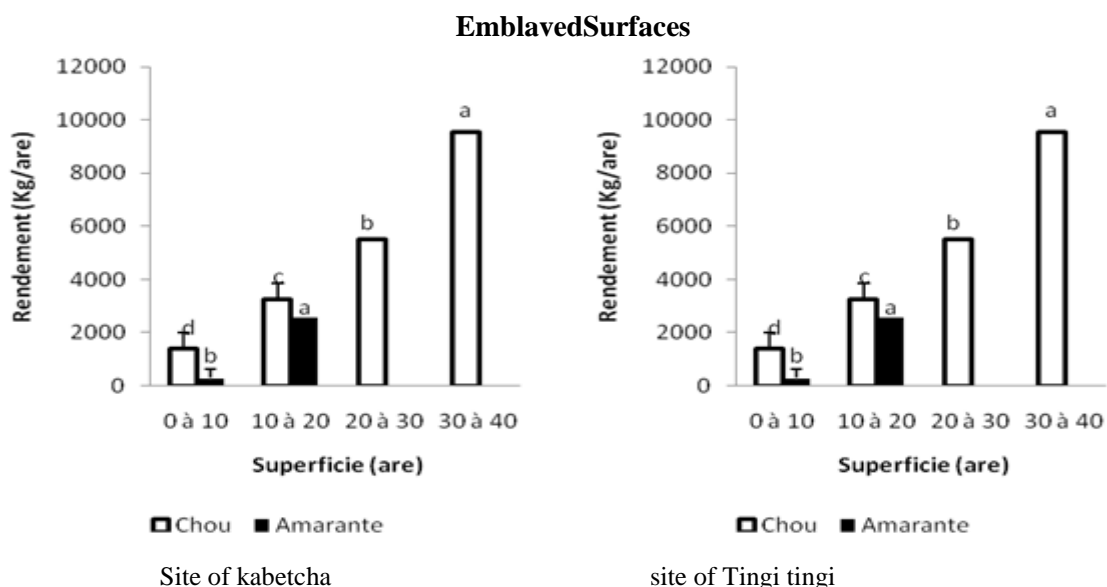 EmblavedSurfaces
Rendement (Kg/are)
12000
10000
8000
6000
4000
2000
0
d
b
c
a
b
a
0 à 10 10 à 20 20 à 30 30 à 40
Superficie (are)
Chou Amarante
Site of kabetcha
Rendement (Kg/are)
12000
10000
8000
6000
4000
2000
0
d
b
c
a
b
a
0 à 10 10 à 20 20 à 30 30 à 40
Superficie (are)
Chou Amarante
site of Tingi tingi